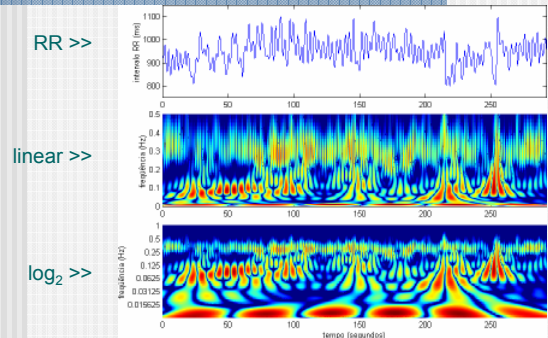 RR >>
intervalo RR (ms)
1100
1000
900
800
0 50 100 150 200 250
linear >>
freqüência (Hz)
0.5
0.4
0.3
0.2
0.1
0
0 50 100 150 200 250
log2 >>
freqüência (Hz)
1
0.5
0.25
0.125
0.0625
0.03125
0.015625
0 50 100 150 200 250
tempo (segundos)